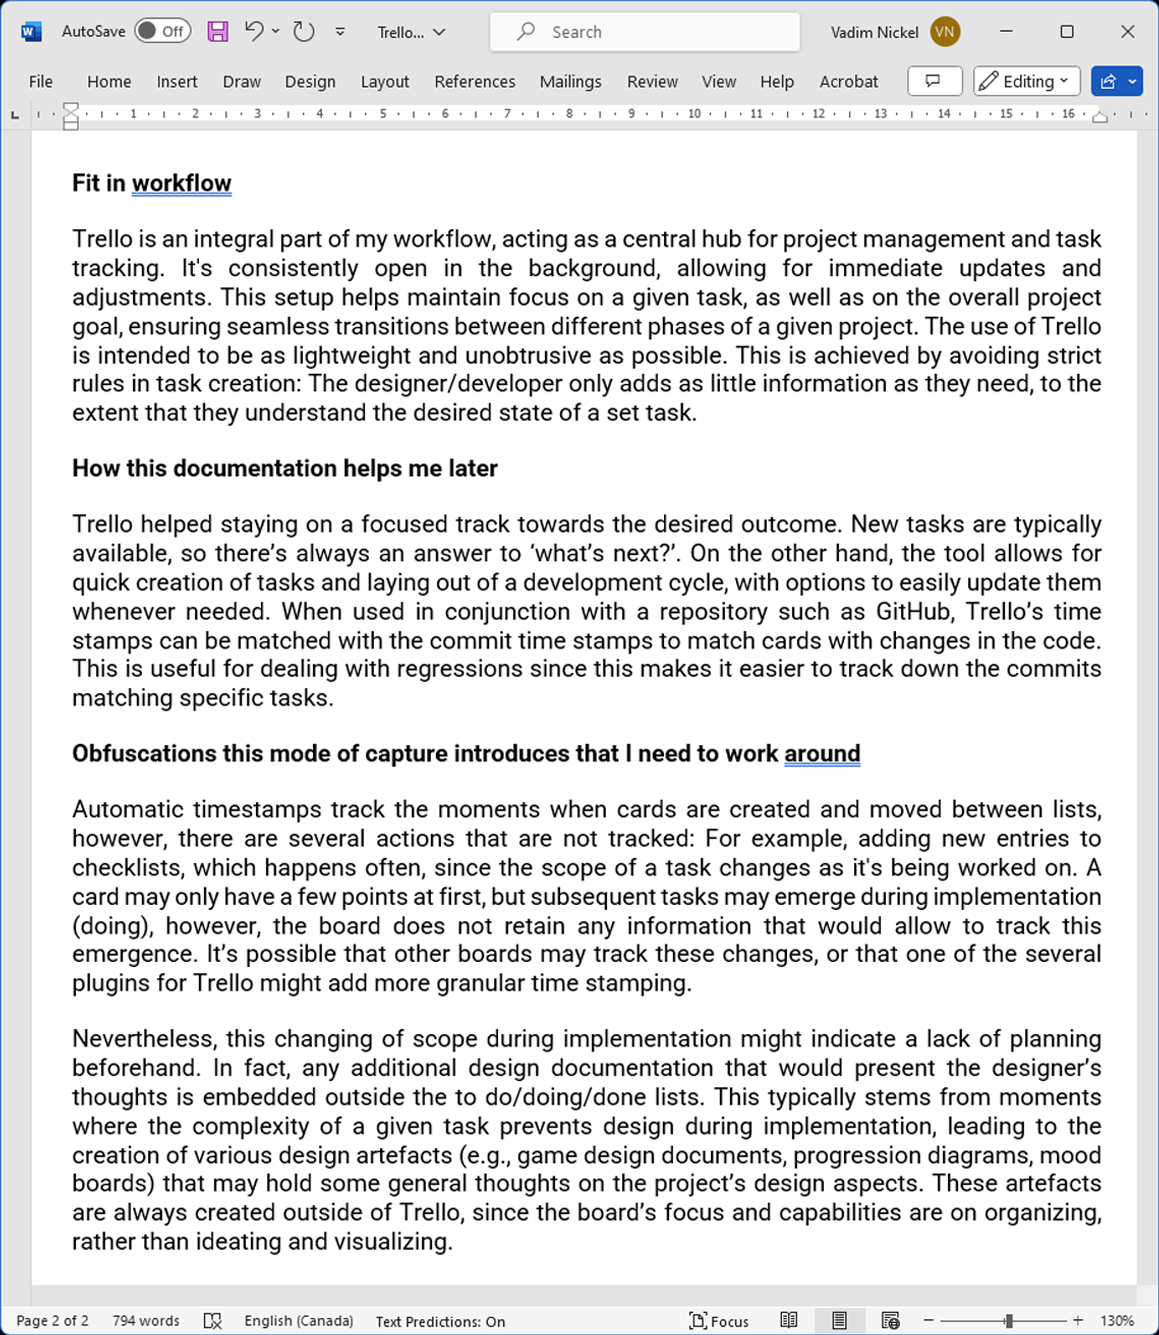 AutoSave Off Trello... Search Vadim Nickel VN
File Home Insert Draw Design Layout References Mailings Review View Help Acrobat Editing
L 1 2 3 4 5 6 7 8 9 10 11 12 13 14 15 16
Fit in workflow
Trello is an integral part of my workflow, acting as a central hub for project management and task
tracking. It's consistently open in the background, allowing for immediate updates and
adjustments. This setup helps maintain focus on a given task, as well as on the overall project
goal, ensuring seamless transitions between different phases of a given project. The use of Trello
is intended to be as lightweight and unobtrusive as possible. This is achieved by avoiding strict
rules in task creation: The designer/developer only adds as little information as they need, to the
extent that they understand the desired state of a set task.
How this documentation helps me later
Trello helped staying on a focused track towards the desired outcome. New tasks are typically
available, so there’s always an answer to ‘what’s next?’. On the other hand, the tool allows for
quick creation of tasks and laying out of a development cycle, with options to easily update them
whenever needed. When used in conjunction with a repository such as GitHub, Trello’s time
stamps can be matched with the commit time stamps to match cards with changes in the code.
This is useful for dealing with regressions since this makes it easier to track down the commits
matching specific tasks.
Obfuscations this mode of capture introduces that I need to work around
Automatic timestamps track the moments when cards are created and moved between lists,
however, there are several actions that are not tracked: For example, adding new entries to
checklists, which happens often, since the scope of a task changes as it's being worked on. A
card may only have a few points at first, but subsequent tasks may emerge during implementation
(doing), however, the board does not retain any information that would allow to track this
emergence. It’s possible that other boards may track these changes, or that one of the several
plugins for Trello might add more granular time stamping.
Nevertheless, this changing of scope during implementation might indicate a lack of planning
beforehand. In fact, any additional design documentation that would present the designer’s
thoughts is embedded outside the to do/doing/done lists. This typically stems from moments
where the complexity of a given task prevents design during implementation, leading to the
creation of various design artefacts (e.g., game design documents, progression diagrams, mood
boards) that may hold some general thoughts on the project’s design aspects. These artefacts
are always created outside of Trello, since the board’s focus and capabilities are on organizing,
rather than ideating and visualizing.
Page 2 of 2 794 words English (Canada) Text Predictions: On Focus 130%